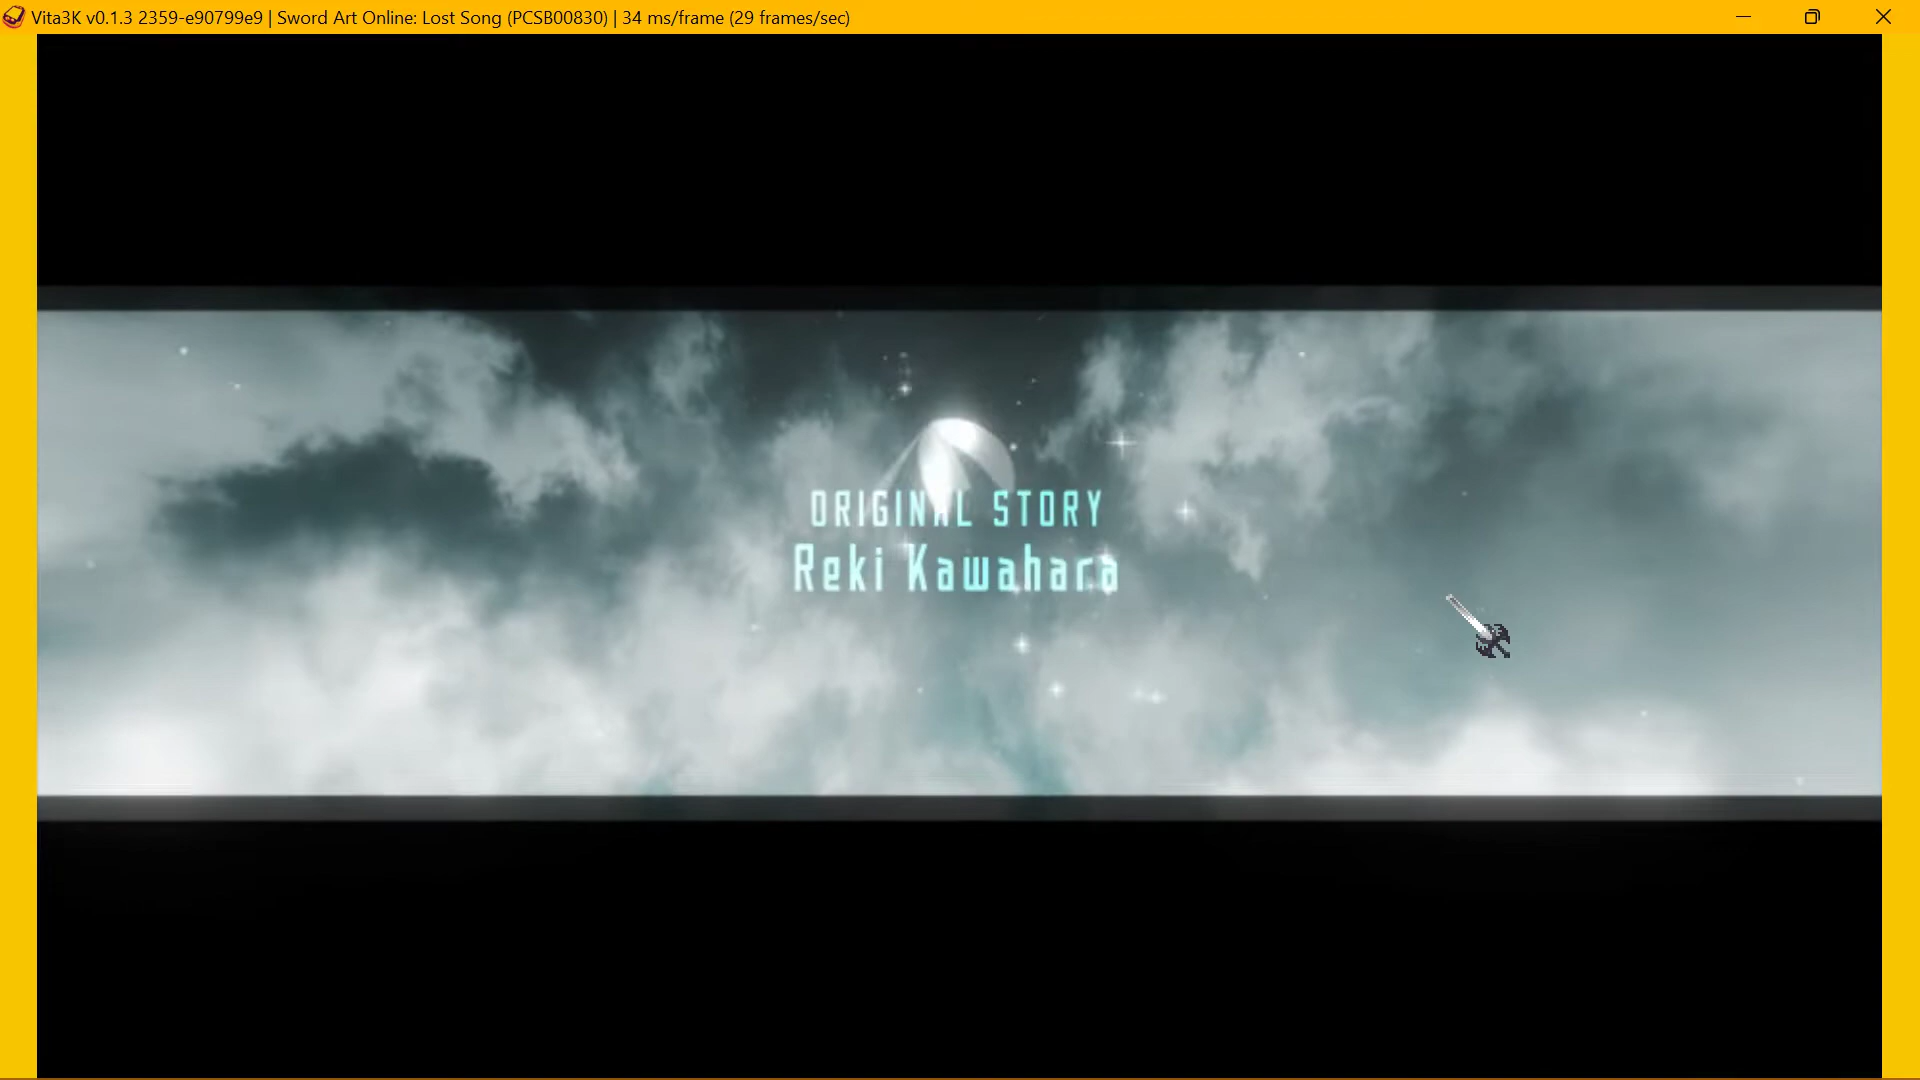 Vita3K v0.1.3 2359-e90799e9 | Sword Art Online: Lost Song (PCSB00830) | 34 ms/frame (29 frames/sec)
ORIGINAL STORY
Reki Kawahara